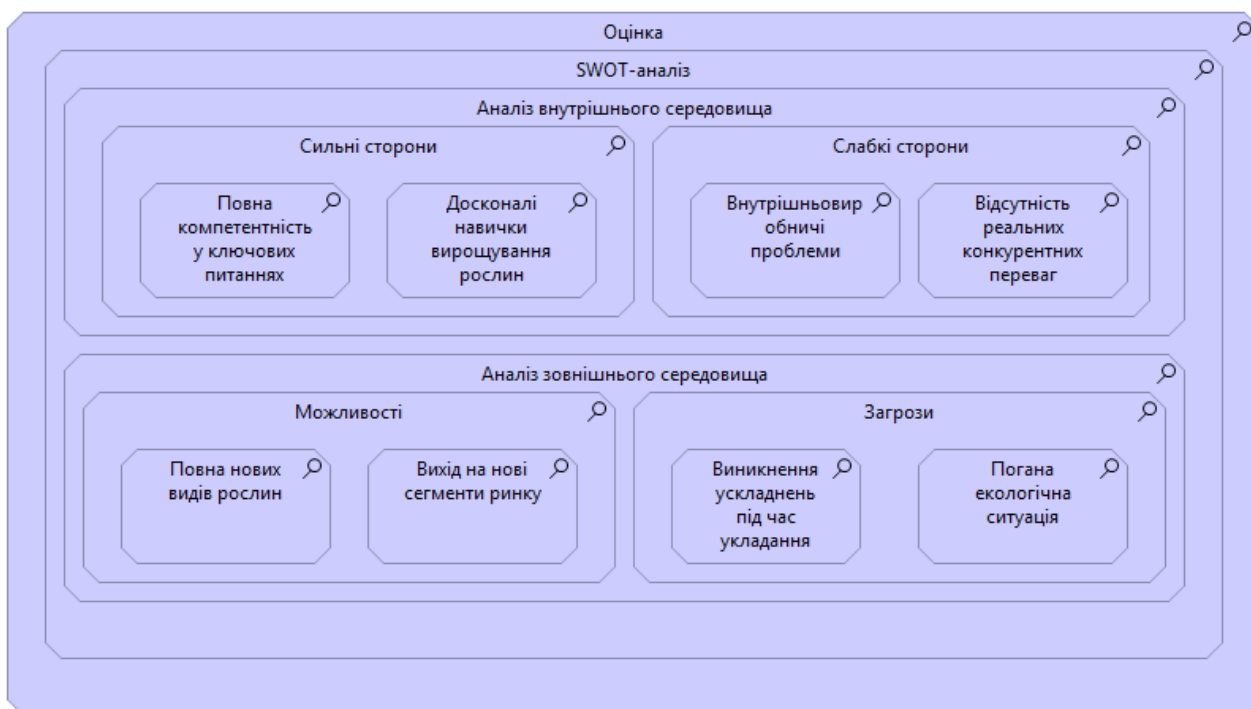 Оцінка
SWOT-аналіз
Аналіз внутрішнього середовища
Сильні сторони
Повна
компетентність
у ключових
питаннях
Досконалі
навички
вирощування
рослин
Слабкі сторони
Внутрішньовир
обничі
проблеми
Відсутність
реальних
конкурентних
переваг
Аналіз зовнішнього середовища
Можливості
Повна нових
видів рослин
Вихід на нові
сегменти ринку
Загрози
Виникнення
ускладнень
під час
укладання
Погана
екологічна
ситуація